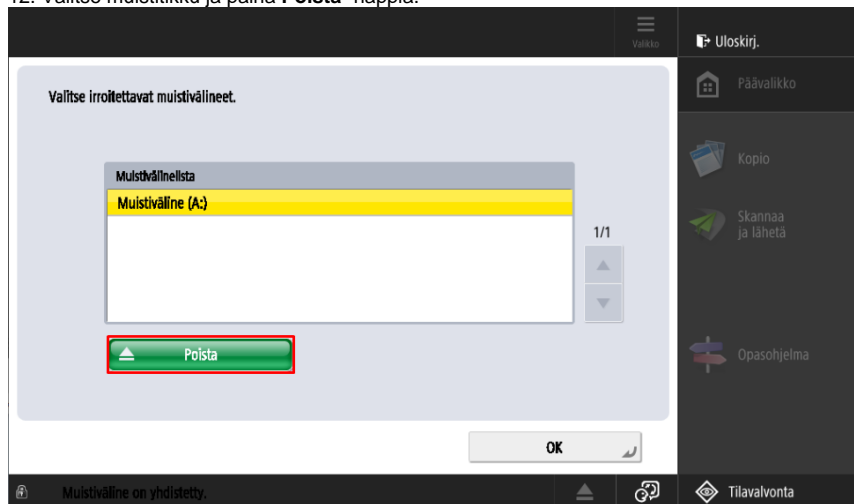 12. Valitse muistitikku ja paina "Poista"-nappia.
Valikko
Uloskirj.
Valitse irroitettavat muistivälineet.
Päävalikko
Muistivälinelista
Muistiväline (A:)
Kopio
1/1
Skannaa
ja lähetä
Poista
Opasohjelma
OK
Muistiväline on yhdistetty.
Tilavalvonta